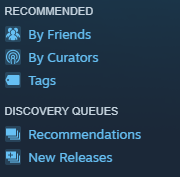 RECOMMENDED
By Friends
By Curators
Tags
DISCOVERY QUEUES
Recommendations
New Releases